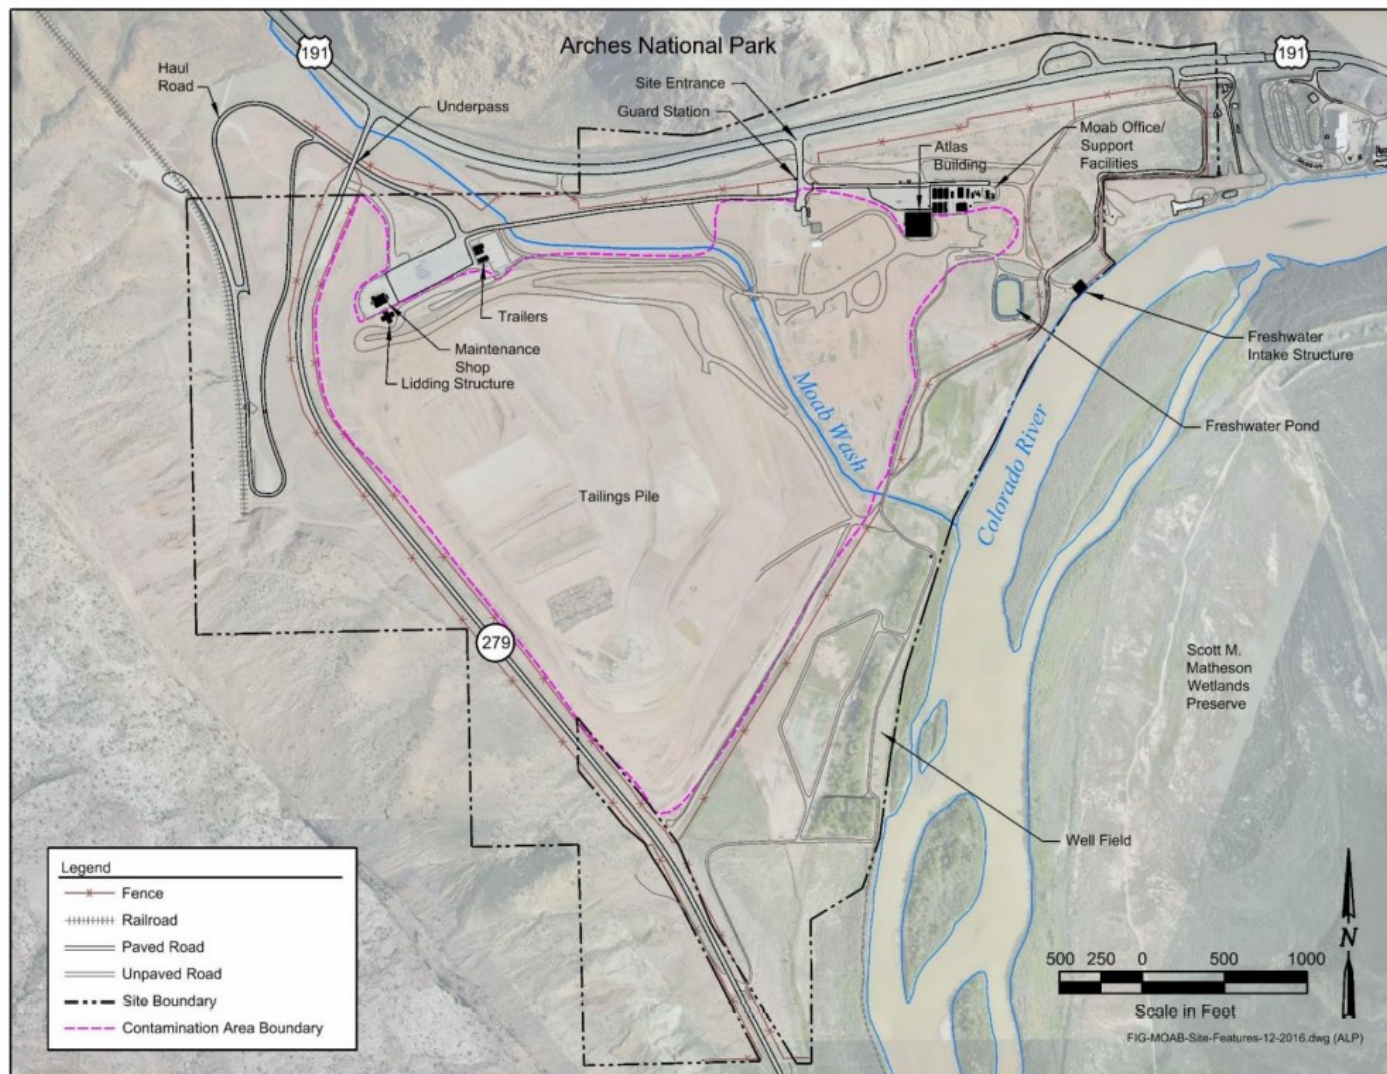 Arches National Park
191
191
Haul
Road
Underpass
Site Entrance
Guard Station
Atlas
Building
Moab Office/
Support
Facilities
Trailers
Maintenance
Shop
Lidding Structure
Freshwater
Intake Structure
Freshwater Pond
Moab Wash
Colorado River
Tailings Pile
279
Scott M.
Matheson
Wetlands
Preserve
Well Field
Legend
Fence
Railroad
Paved Road
Unpaved Road
Site Boundary
Contamination Area Boundary
N
500 250 0 500 1000
Scale in Feet
FIG-MOAB-Site-Features-12-2016.dwg (ALP)